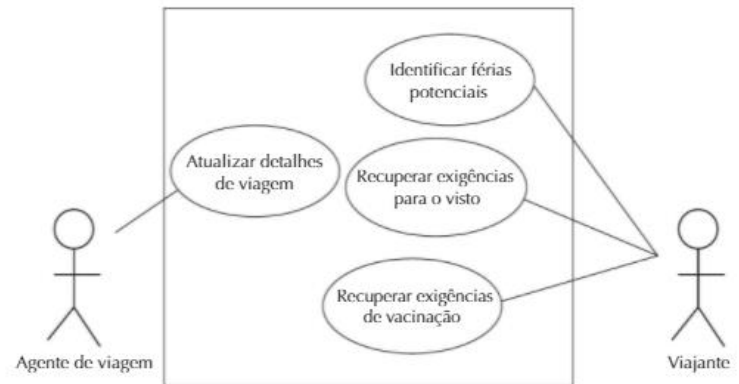 Identificar férias
potenciais
Atualizar detalhes
de viagem
Recuperar exigências
para o visto
Recuperar exigências
de vacinação
Agente de viagem
Viajante